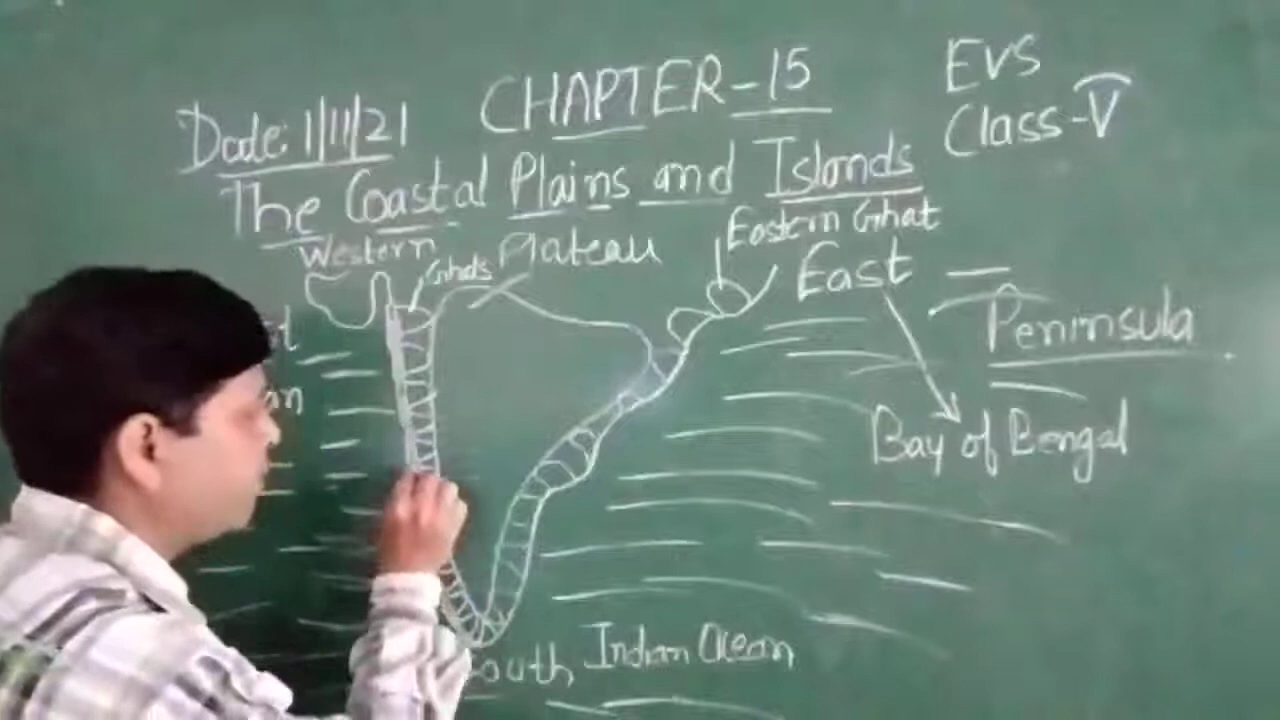 CHAPTER-15
EVS
Date: 1/11/21
Class-V
The Coastal Plains and Islands
Western Ghats
Plateau
Eastern Ghat
East
Peninsula
Bay of Bengal
South Indian Ocean